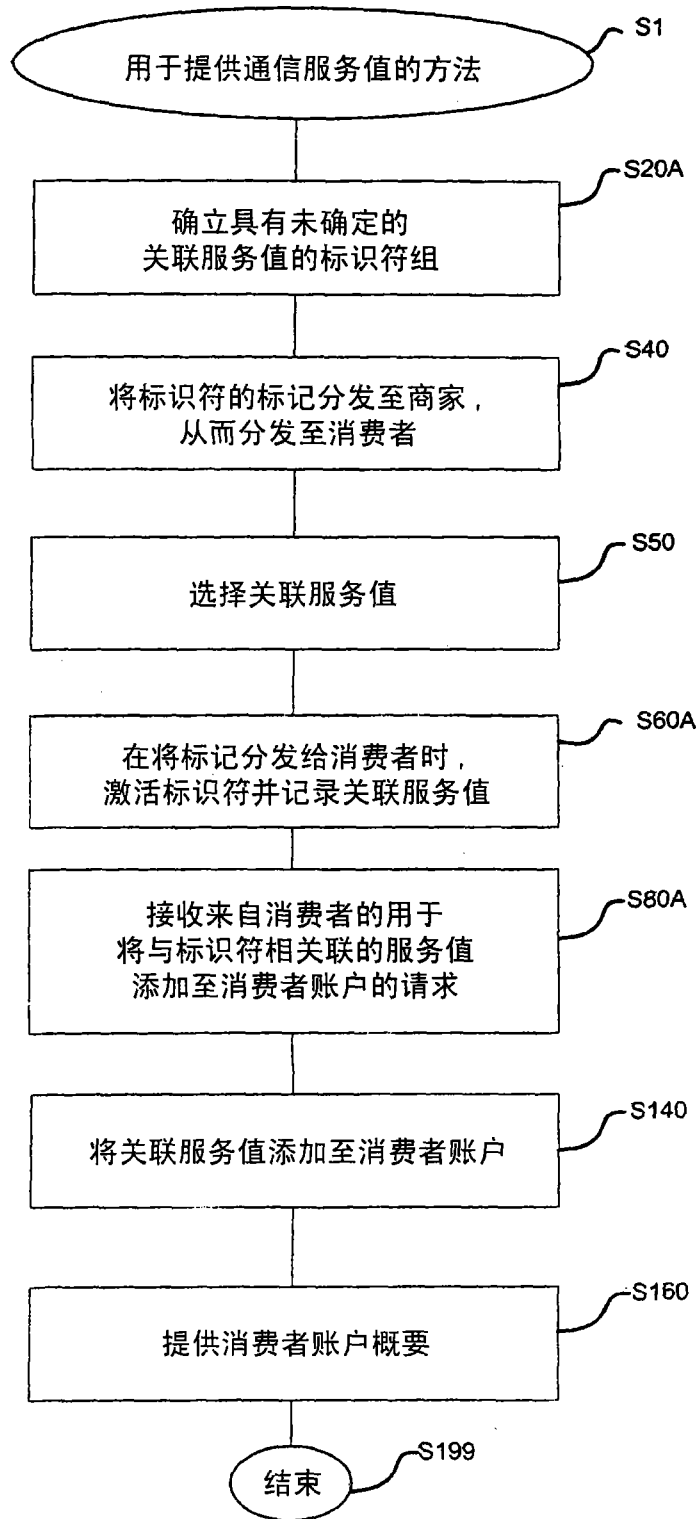 S1
用于提供通信服务值的方法
S20A
确立具有未确定的
关联服务值的标识符组
S40
将标识符的标记分发至商家，
从而分发至消费者
S50
选择关联服务值
S60A
在将标记分发给消费者时，
激活标识符并记录关联服务值
S80A
接收来自消费者的用于
将与标识符相关联的服务值
添加至消费者账户的请求
S140
将关联服务值添加至消费者账户
S160
提供消费者账户概要
S199
结束